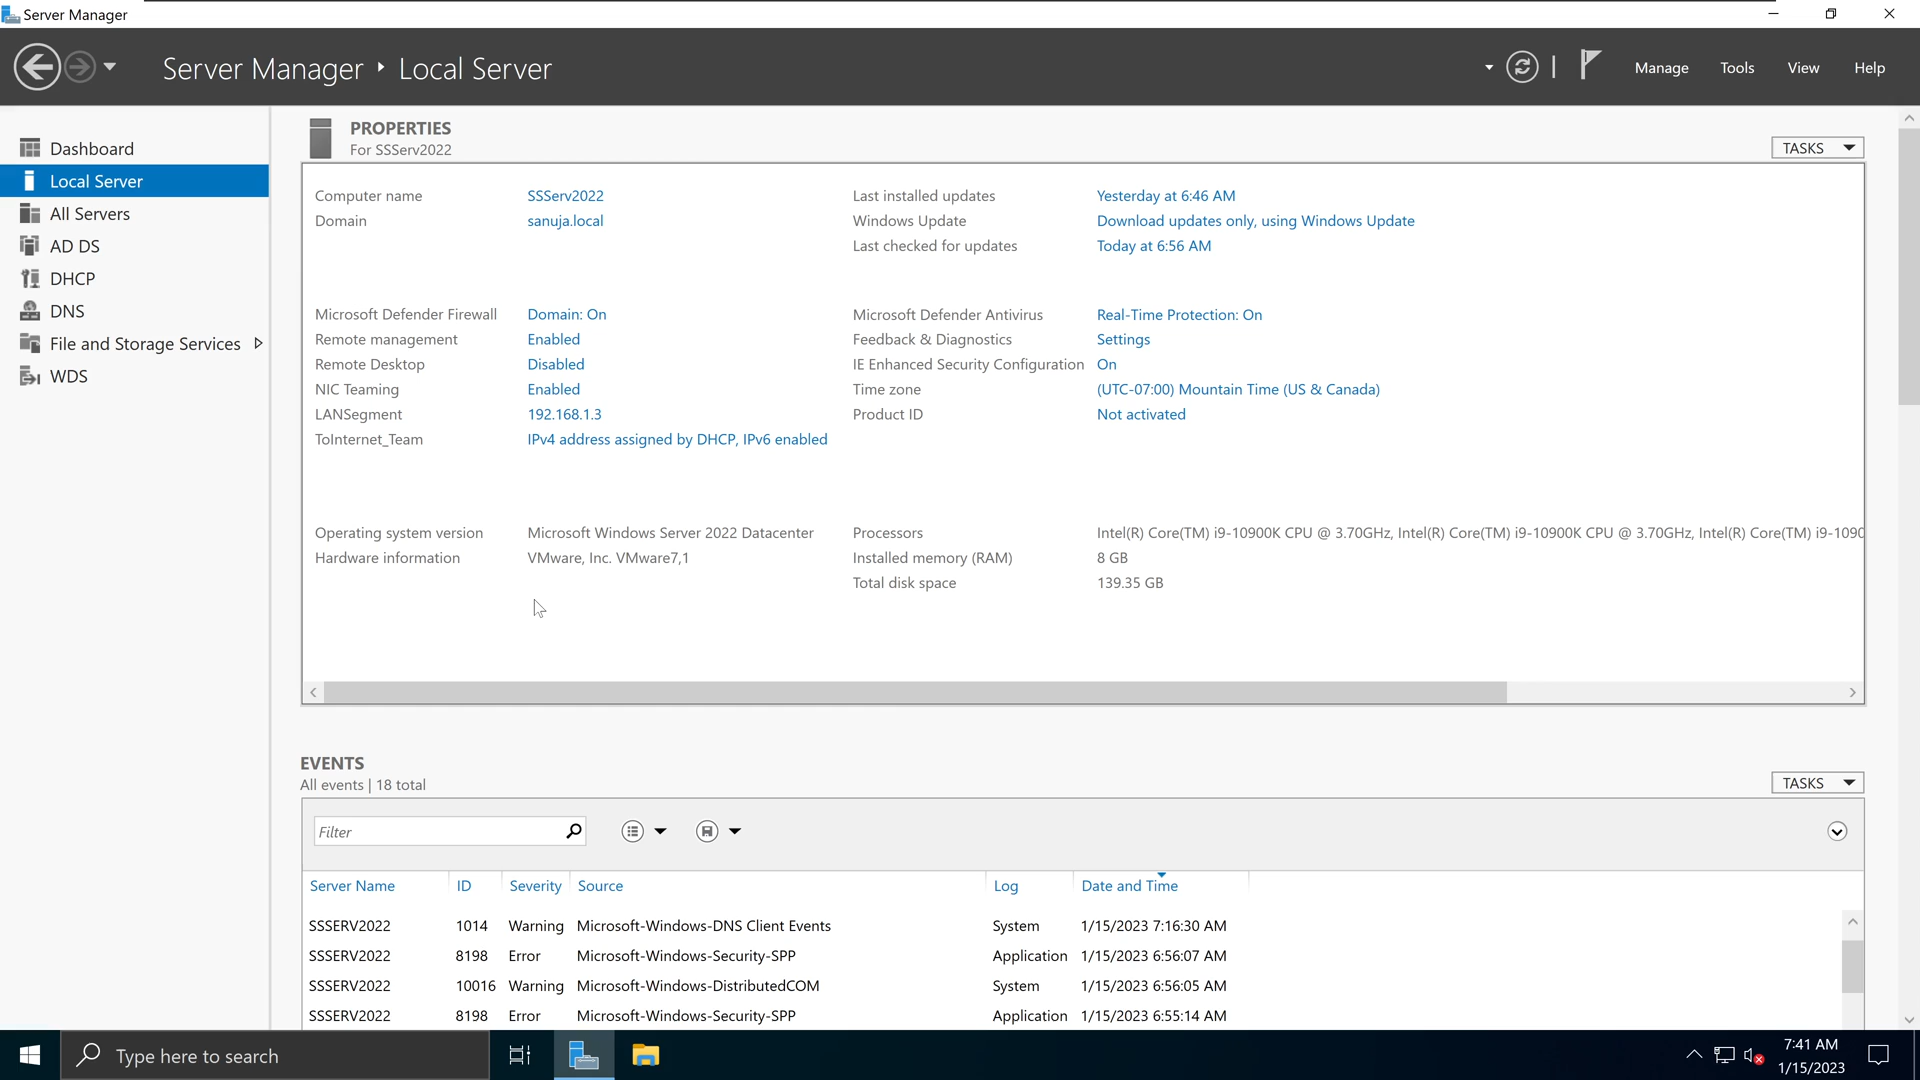 Server Manager
Server Manager ‣ Local Server
Manage Tools View Help
Dashboard
Local Server
All Servers
AD DS
DHCP
DNS
File and Storage Services
WDS
PROPERTIES
For SSServ2022
TASKS
Computer name SSServ2022 Last installed updates Yesterday at 6:46 AM
Domain sanuja.local Windows Update Download updates only, using Windows Update
Last checked for updates Today at 6:56 AM
Microsoft Defender Firewall Domain: On Microsoft Defender Antivirus Real-Time Protection: On
Remote management Enabled Feedback & Diagnostics Settings
Remote Desktop Disabled IE Enhanced Security Configuration On
NIC Teaming Enabled Time zone (UTC-07:00) Mountain Time (US & Canada)
LANSegment 192.168.1.3 Product ID Not activated
ToInternet_Team IPv4 address assigned by DHCP, IPv6 enabled
Operating system version Microsoft Windows Server 2022 Datacenter Processors Intel(R) Core(TM) i9-10900K CPU @ 3.70GHz, Intel(R) Core(TM) i9-10900K CPU @ 3.70GHz, Intel(R) Core(TM) i9-1090
Hardware information VMware, Inc. VMware7,1 Installed memory (RAM) 8 GB
Total disk space 139.35 GB
EVENTS
All events | 18 total
TASKS
Filter
Server Name ID Severity Source Log Date and Time
SSSERV2022 1014 Warning Microsoft-Windows-DNS Client Events System 1/15/2023 7:16:30 AM
SSSERV2022 8198 Error Microsoft-Windows-Security-SPP Application 1/15/2023 6:56:07 AM
SSSERV2022 10016 Warning Microsoft-Windows-DistributedCOM System 1/15/2023 6:56:05 AM
SSSERV2022 8198 Error Microsoft-Windows-Security-SPP Application 1/15/2023 6:55:14 AM
Type here to search
7:41 AM
1/15/2023